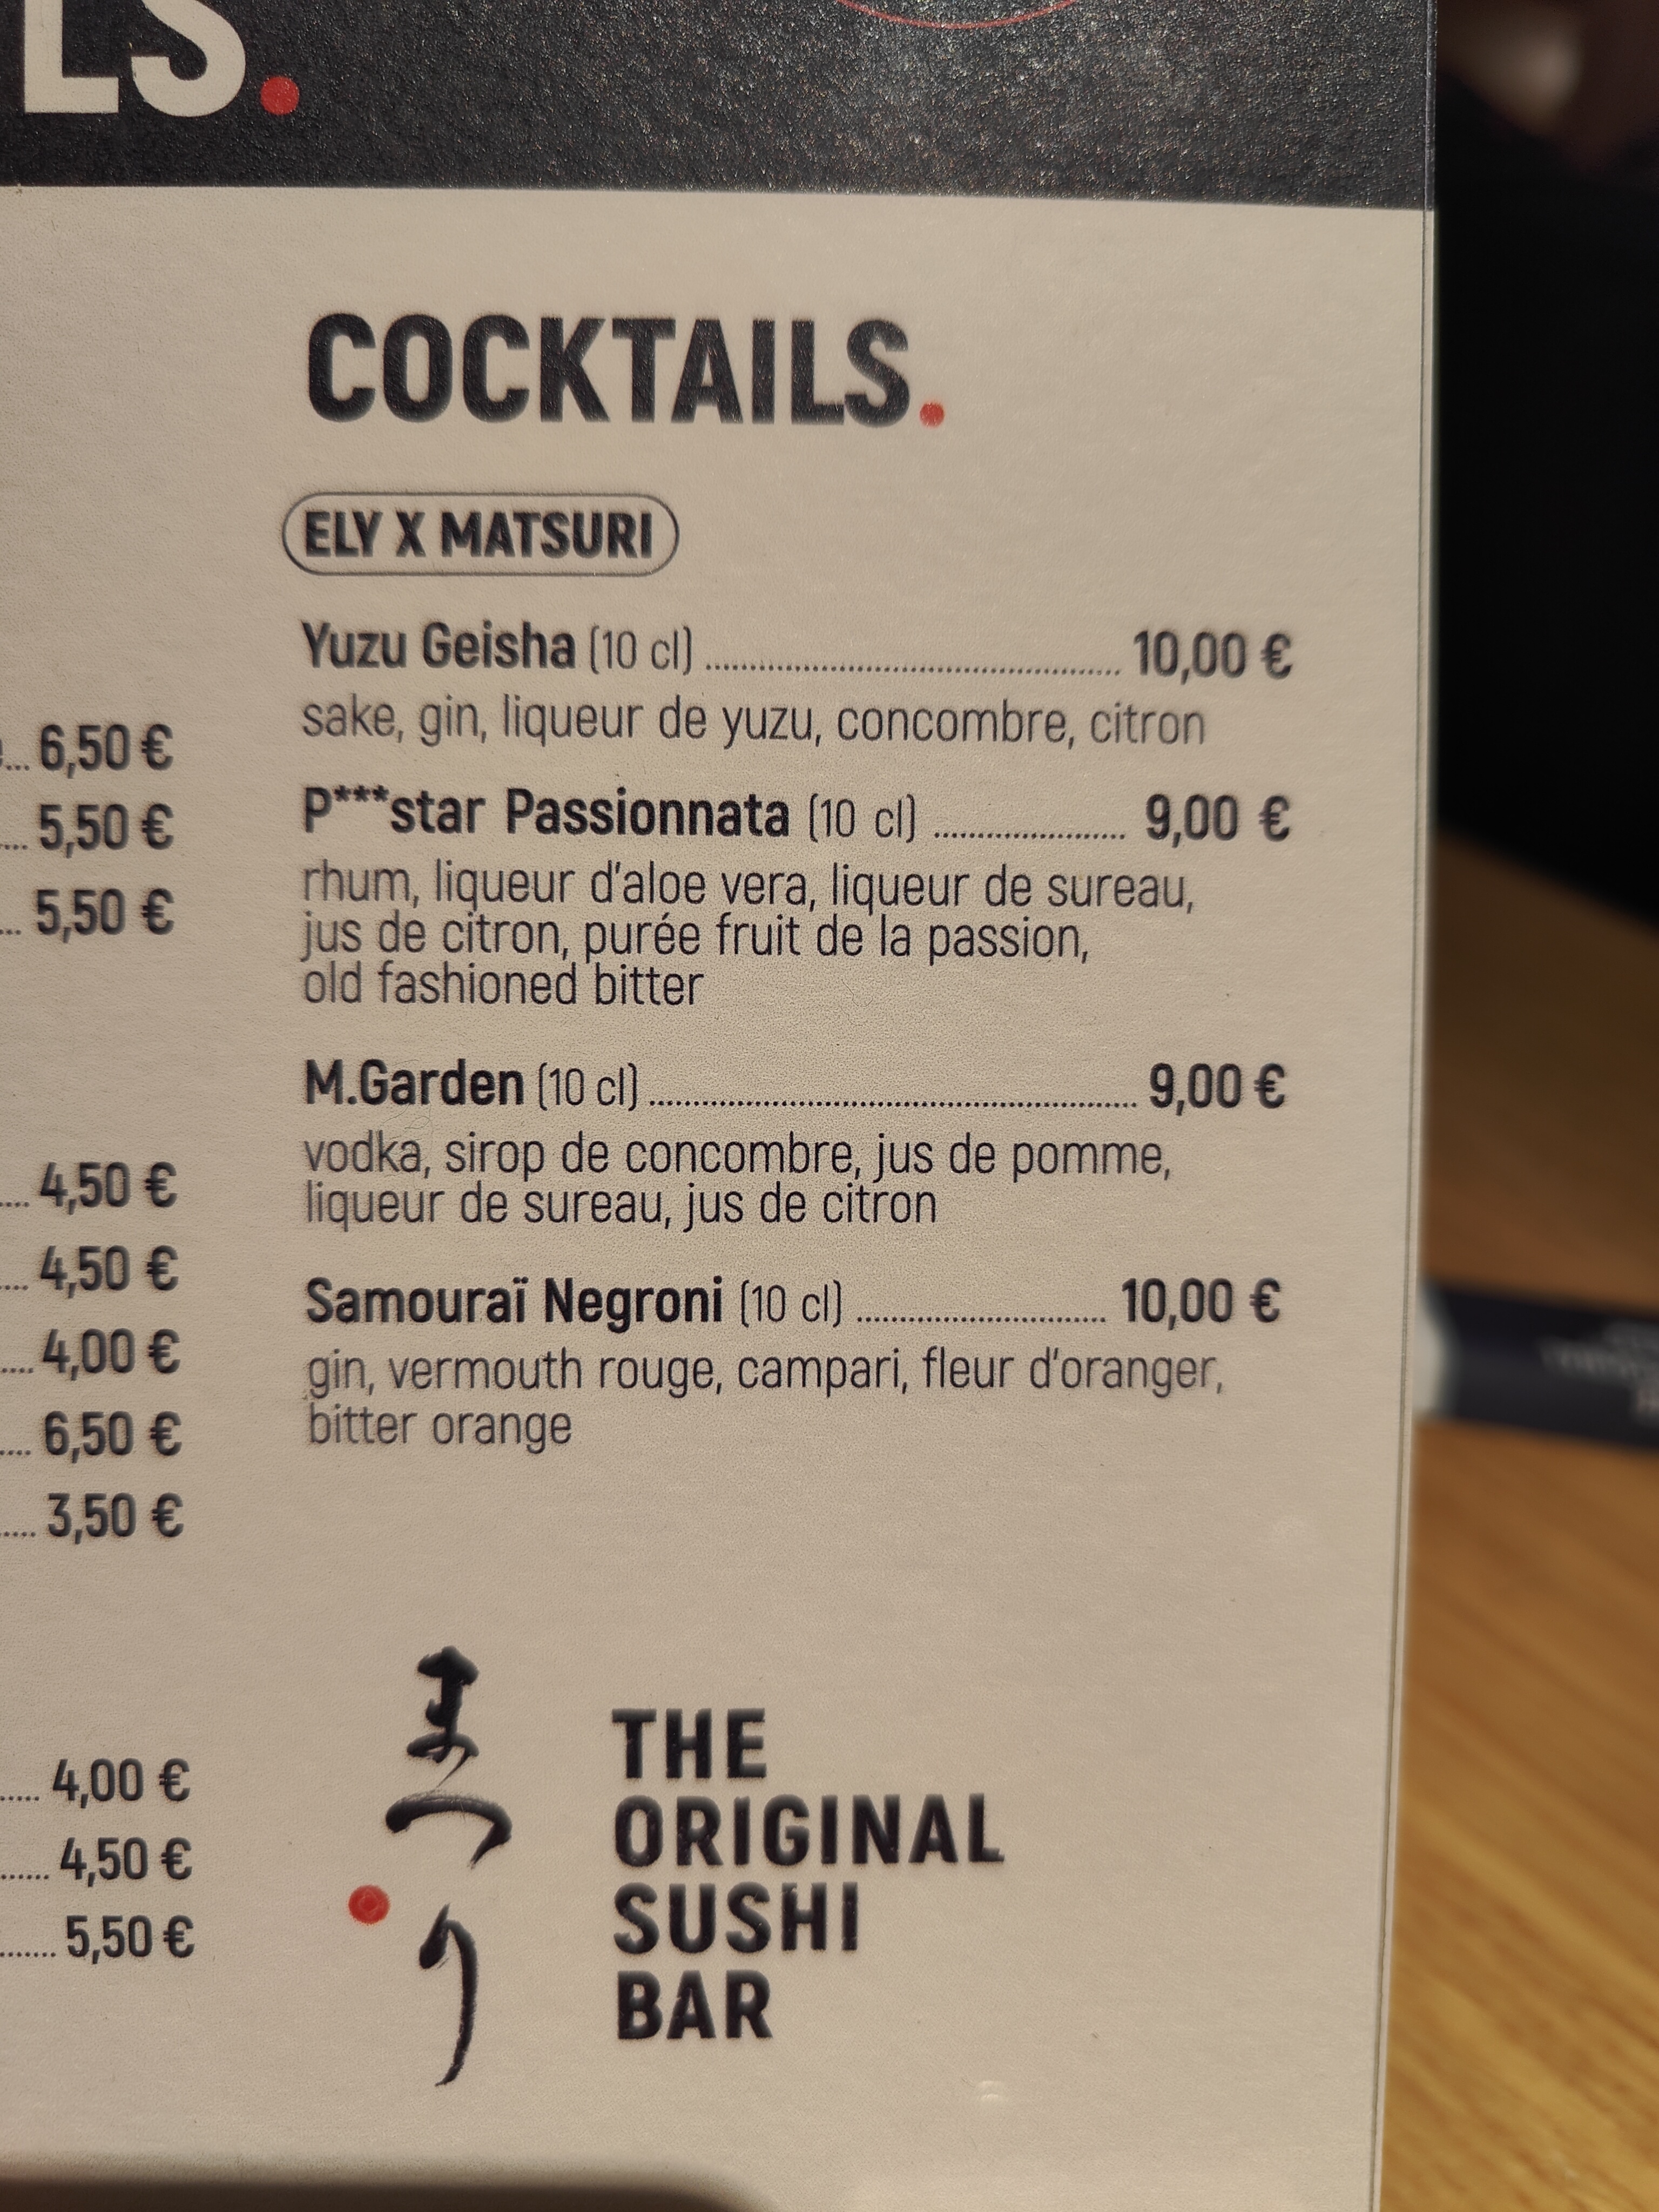 LS.
6,50 €
5,50 €
5,50 €
4,50 €
4,50 €
4,00 €
6,50 €
3,50 €
4,00 €
4,50 €
5,50 €
COCKTAILS.
ELY X MATSURI
Yuzu Geisha (10 cl) 10,00 €
sake, gin, liqueur de yuzu, concombre, citron
P***star Passionnata (10 cl) 9,00 €
rhum, liqueur d'aloe vera, liqueur de sureau,
jus de citron, purée fruit de la passion,
old fashioned bitter
M.Garden (10 cl) 9,00 €
vodka, sirop de concombre, jus de pomme,
liqueur de sureau, jus de citron
Samouraï Negroni (10 cl) 10,00 €
gin, vermouth rouge, campari, fleur d'oranger,
bitter orange
まつり
THE
ORIGINAL
SUSHI
BAR